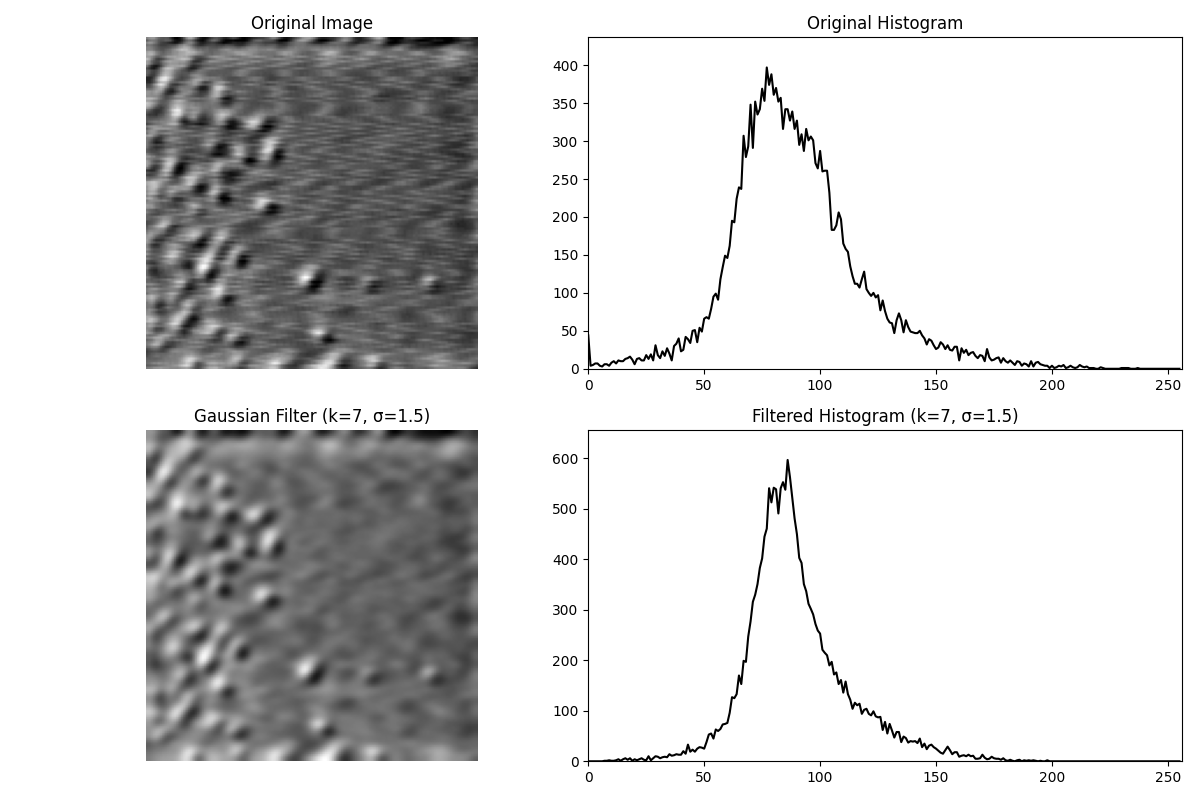 Original Image
Original Histogram
400
350
300
250
200
150
100
50
0
0 50 100 150 200 250
Gaussian Filter (k=7, σ=1.5)
Filtered Histogram (k=7, σ=1.5)
600
500
400
300
200
100
0
0 50 100 150 200 250